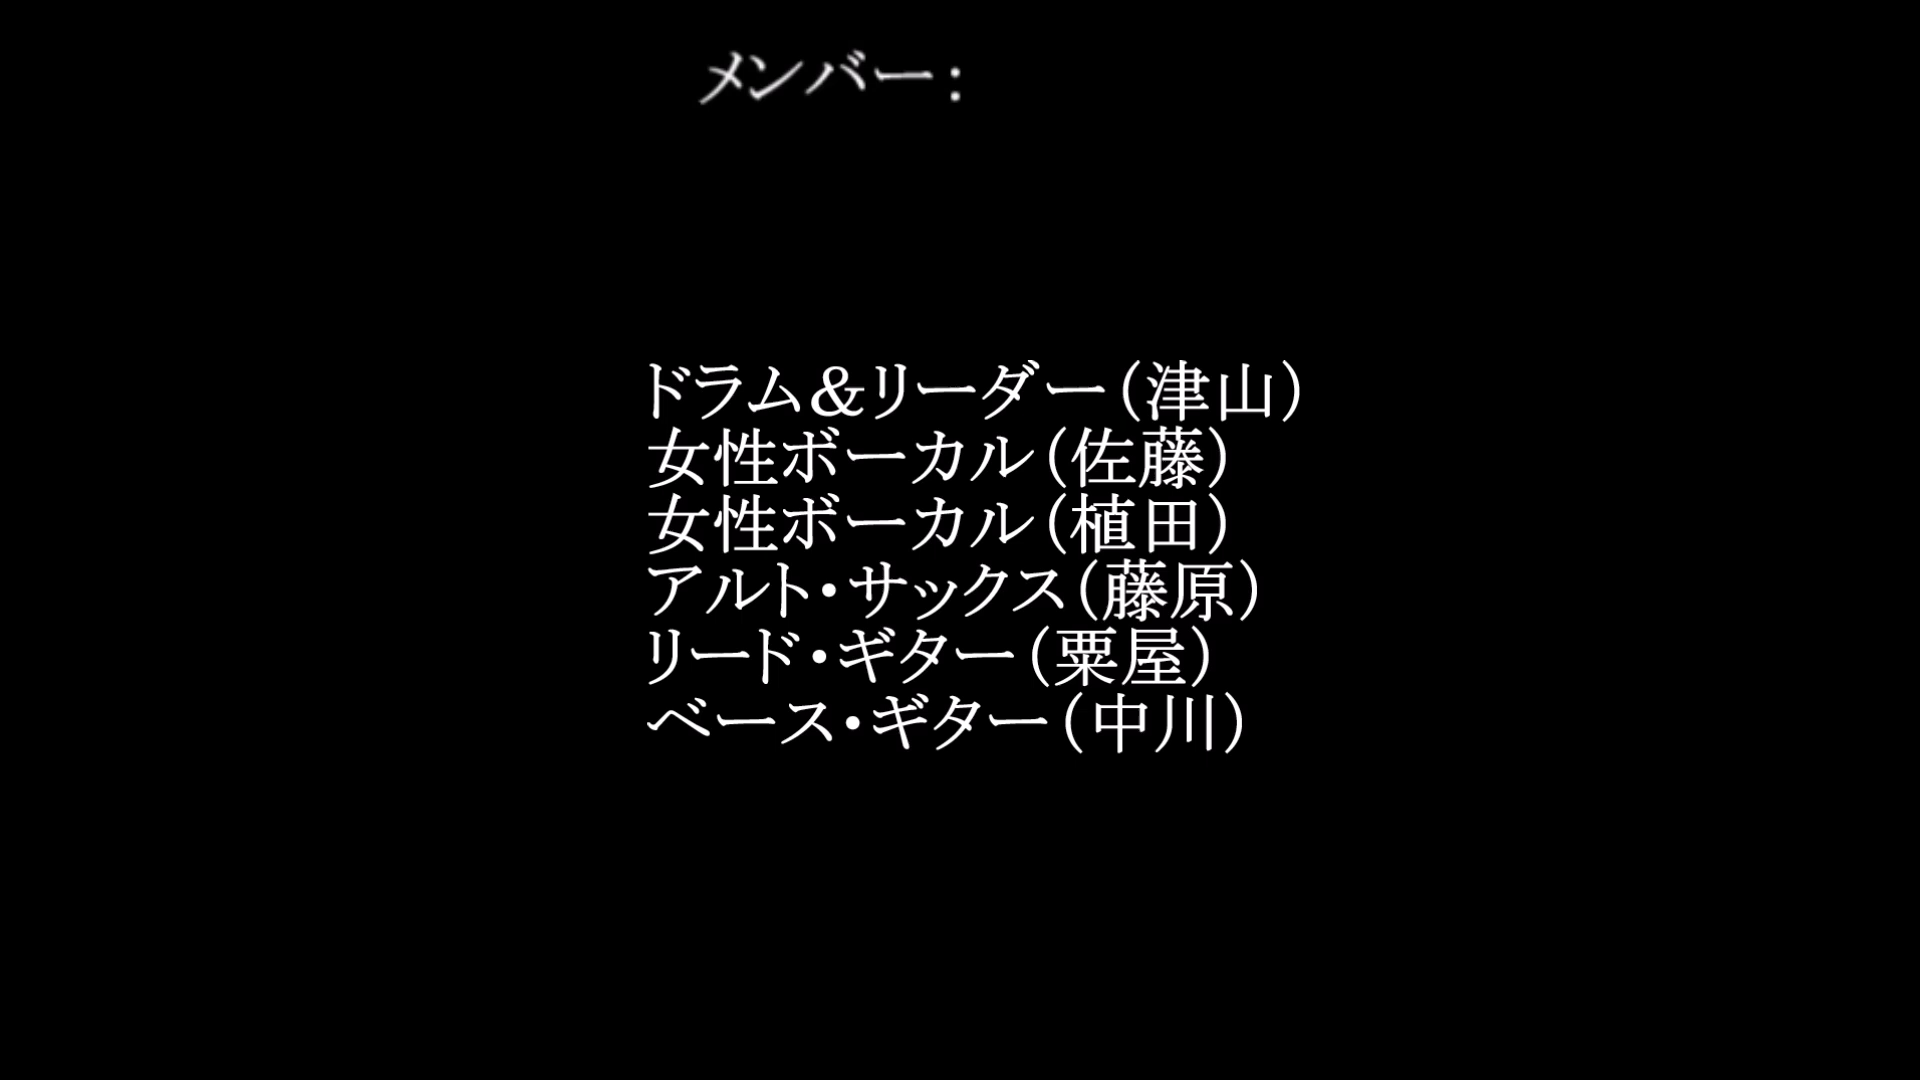 メンバー：
ドラム&リーダー（津山）
女性ボーカル（佐藤）
女性ボーカル（植田）
アルト・サックス（藤原）
リード・ギター（粟屋）
ベース・ギター（中川）